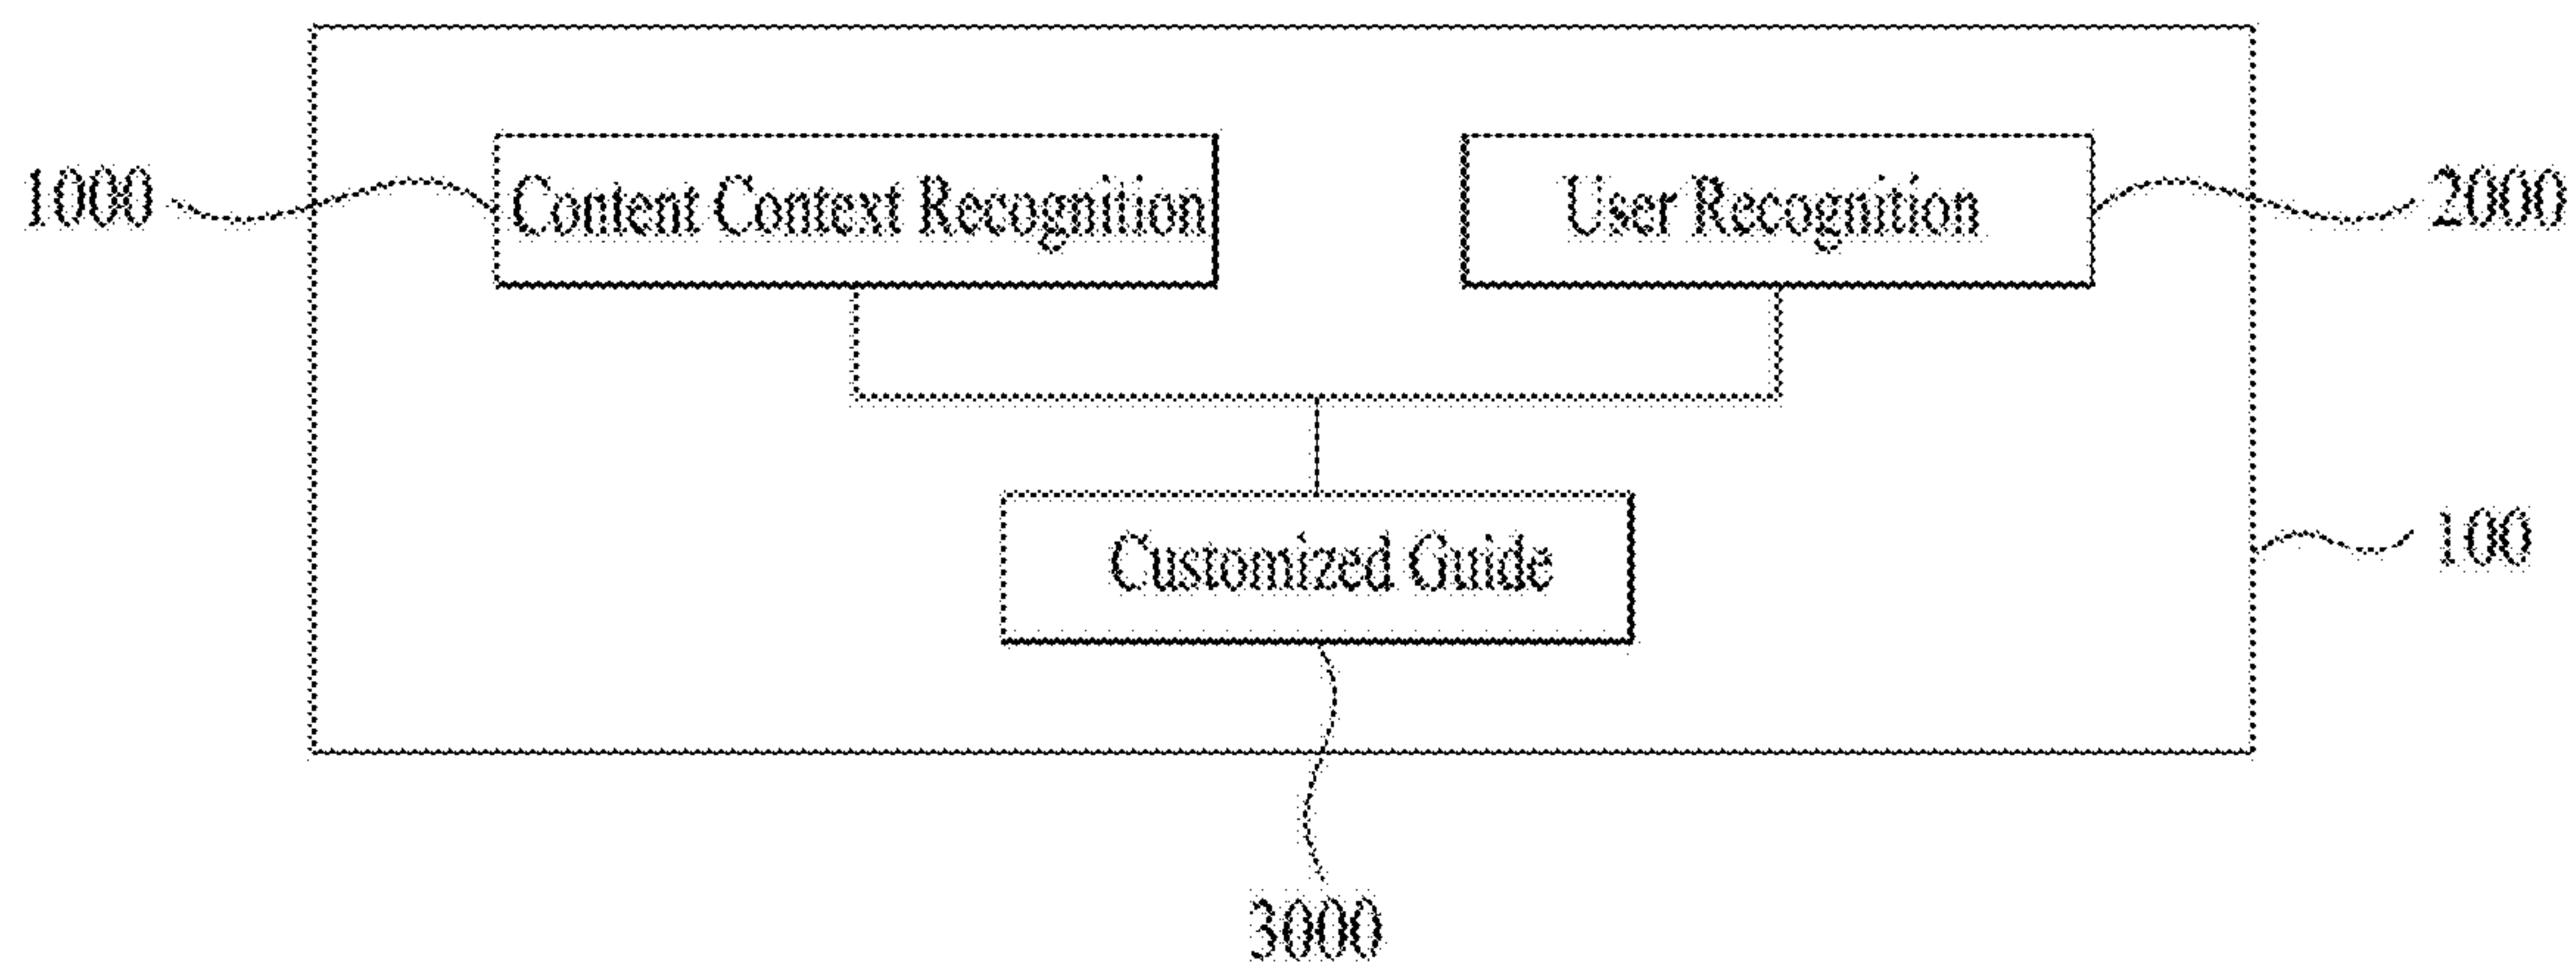 1000
Content Context Recognition
User Recognition
2000
Customized Guide
100
3000